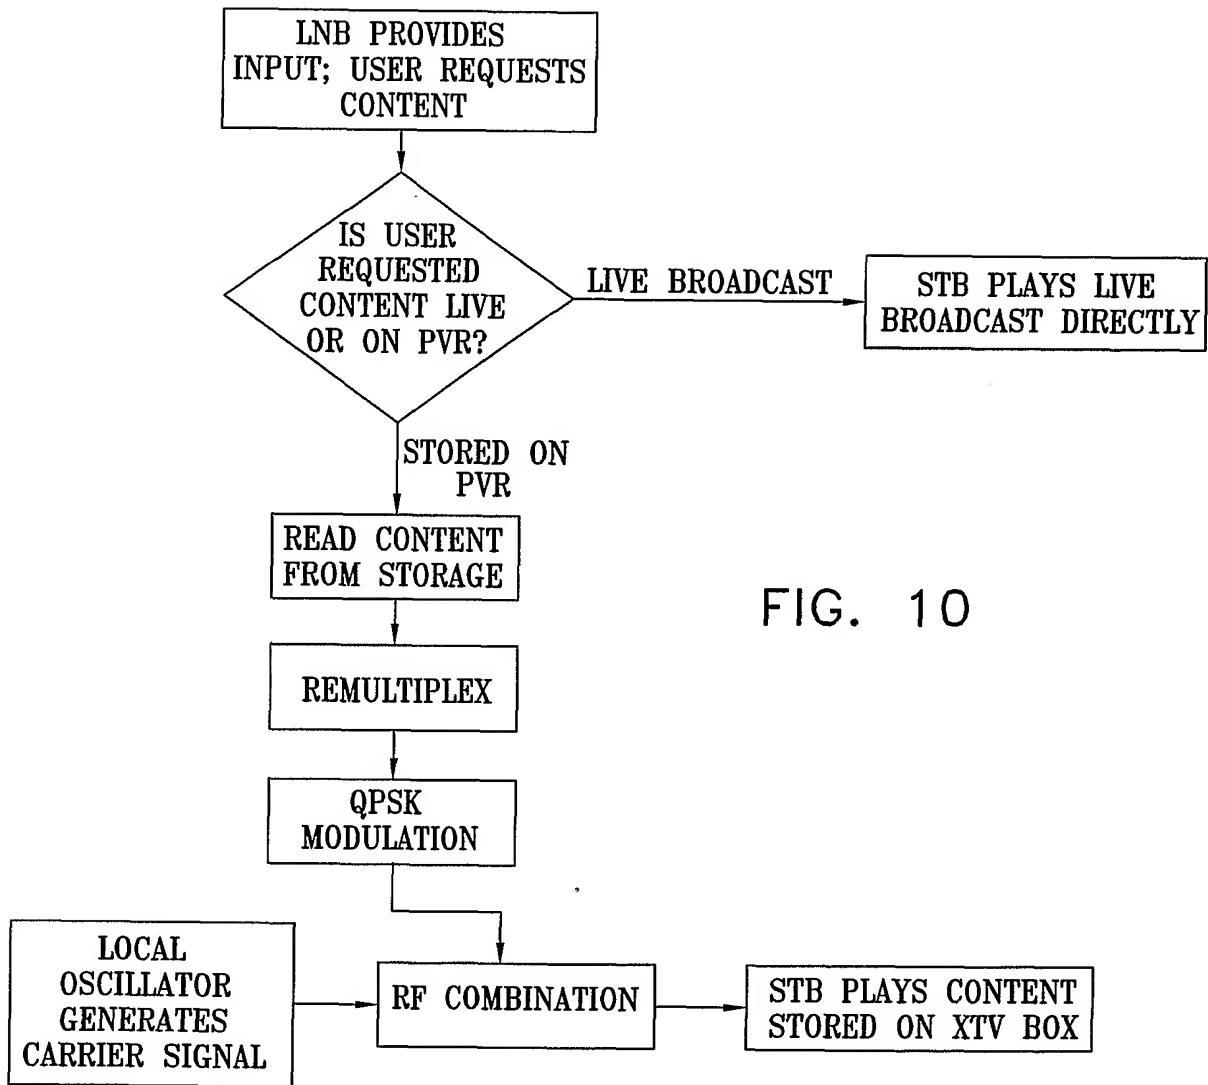 LNB PROVIDES
INPUT; USER REQUESTS
CONTENT
IS USER
REQUESTED
CONTENT LIVE
OR ON PVR?
LIVE BROADCAST
STB PLAYS LIVE
BROADCAST DIRECTLY
STORED ON
PVR
READ CONTENT
FROM STORAGE
FIG. 10
REMULTIPLEX
QPSK
MODULATION
LOCAL
OSCILLATOR
GENERATES
CARRIER SIGNAL
RF COMBINATION
STB PLAYS CONTENT
STORED ON XTV BOX